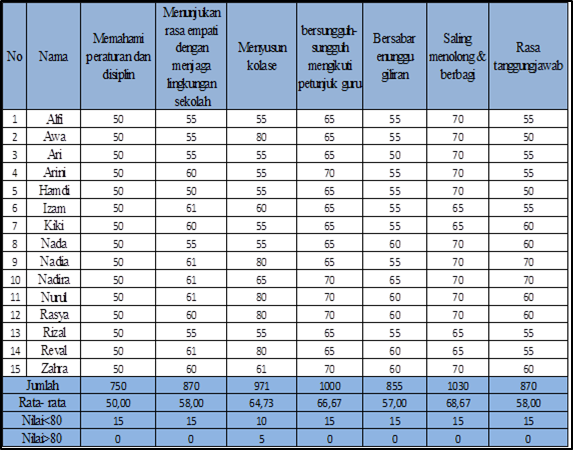 No
Nama
Memahami
peraturan dan
disiplin
Menunjukan
rasa empati
dengan
menjaga
lingkungan
sekolah
Menyusun
kolase
bersungguh-
sungguh
mengikuti
petunjuk guru
Bersabar
enunggu
giliran
Saling
menolong &
berbagi
Rasa
tanggungjawab
1 Alfi 50 55 55 65 55 70 55
2 Awa 50 55 80 65 55 70 50
3 Ari 50 55 55 65 50 70 55
4 Arini 50 60 55 70 55 70 55
5 Hamdi 50 50 55 65 55 70 50
6 Izam 50 61 60 65 55 65 55
7 Kiki 50 60 55 65 55 65 60
8 Nada 50 55 55 65 60 70 60
9 Nadia 50 61 80 65 55 70 70
10 Nadira 50 61 65 70 55 70 70
11 Nurul 50 61 80 70 60 70 60
12 Rasya 50 60 80 70 60 70 60
13 Rizal 50 55 55 65 55 65 55
14 Reval 50 61 80 65 60 65 55
15 Zahra 50 60 61 70 60 70 60
Jumlah 750 870 971 1000 855 1030 870
Rata- rata 50,00 58,00 64,73 66,67 57,00 68,67 58,00
Nilai<80 15 15 10 15 15 15 15
Nilai>80 0 0 5 0 0 0 0